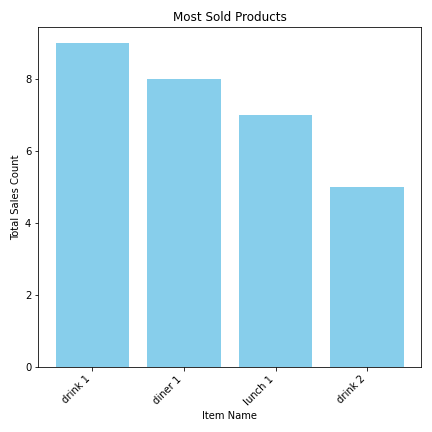 Most Sold Products
Total Sales Count
8
6
4
2
0
drink 1
diner 1
lunch 1
drink 2
Item Name